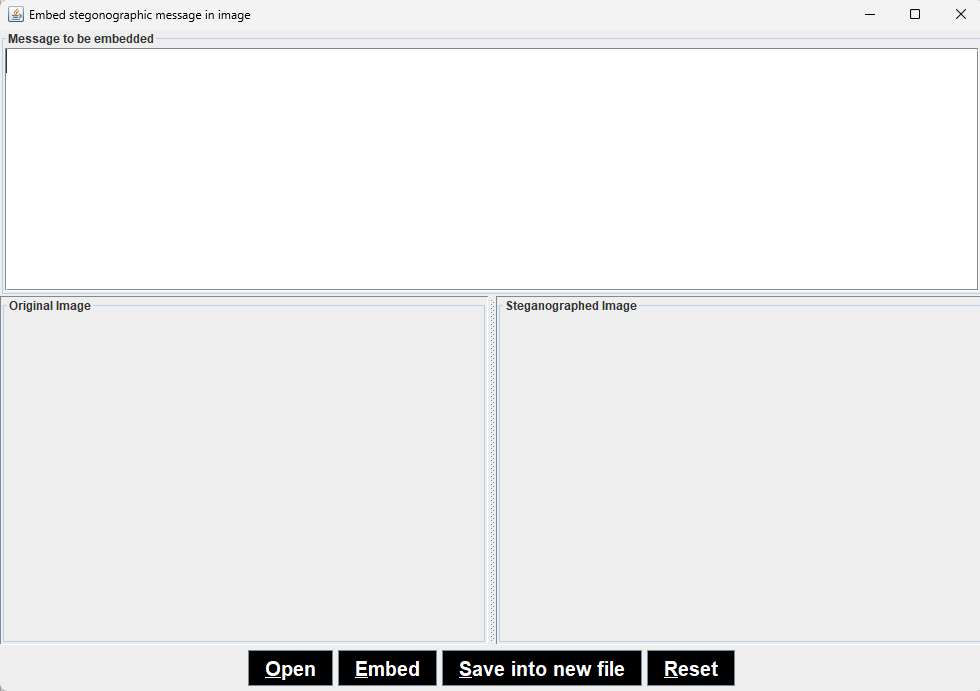 Embed stegonographic message in image
Message to be embedded
Original Image
Steganographed Image
Open Embed Save into new file Reset